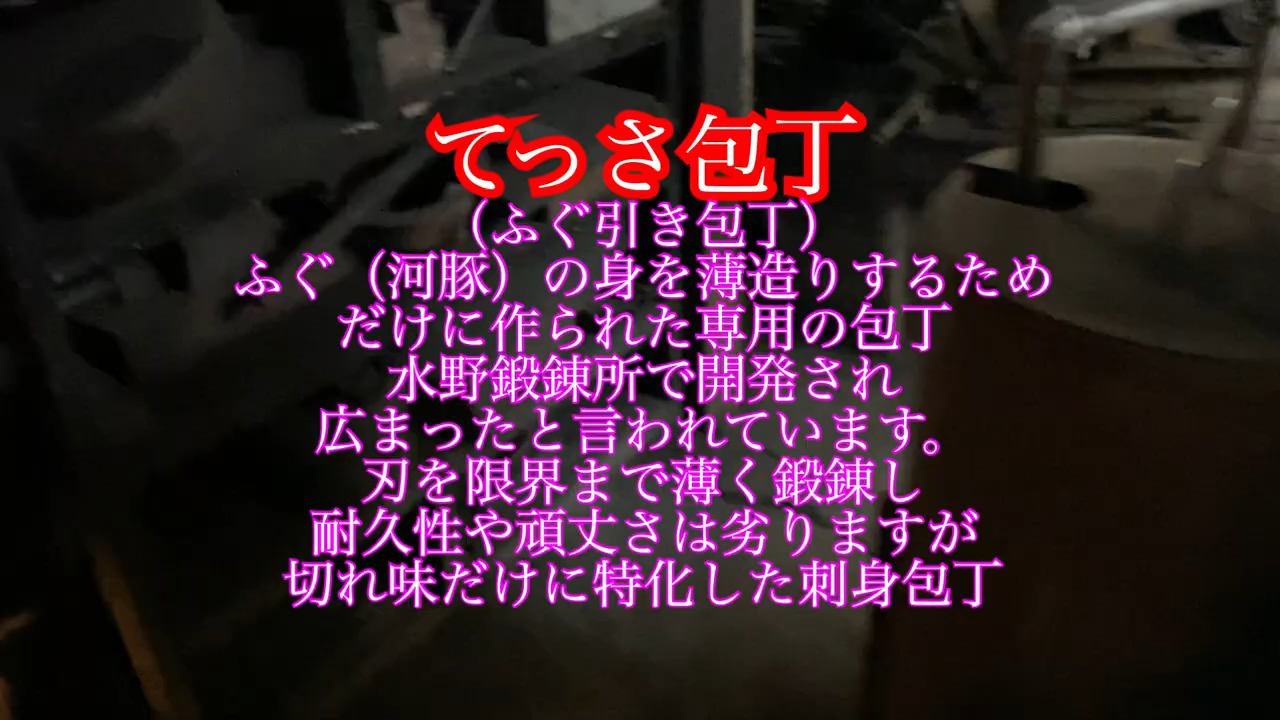 てっさ包丁
（ふぐ引き包丁）
ふぐ（河豚）の身を薄造りするため
だけに作られた専用の包丁
水野鍛錬所で開発され
広まったと言われています。
刃を限界まで薄く鍛錬し
耐久性や頑丈さは劣りますが
切れ味だけに特化した刺身包丁